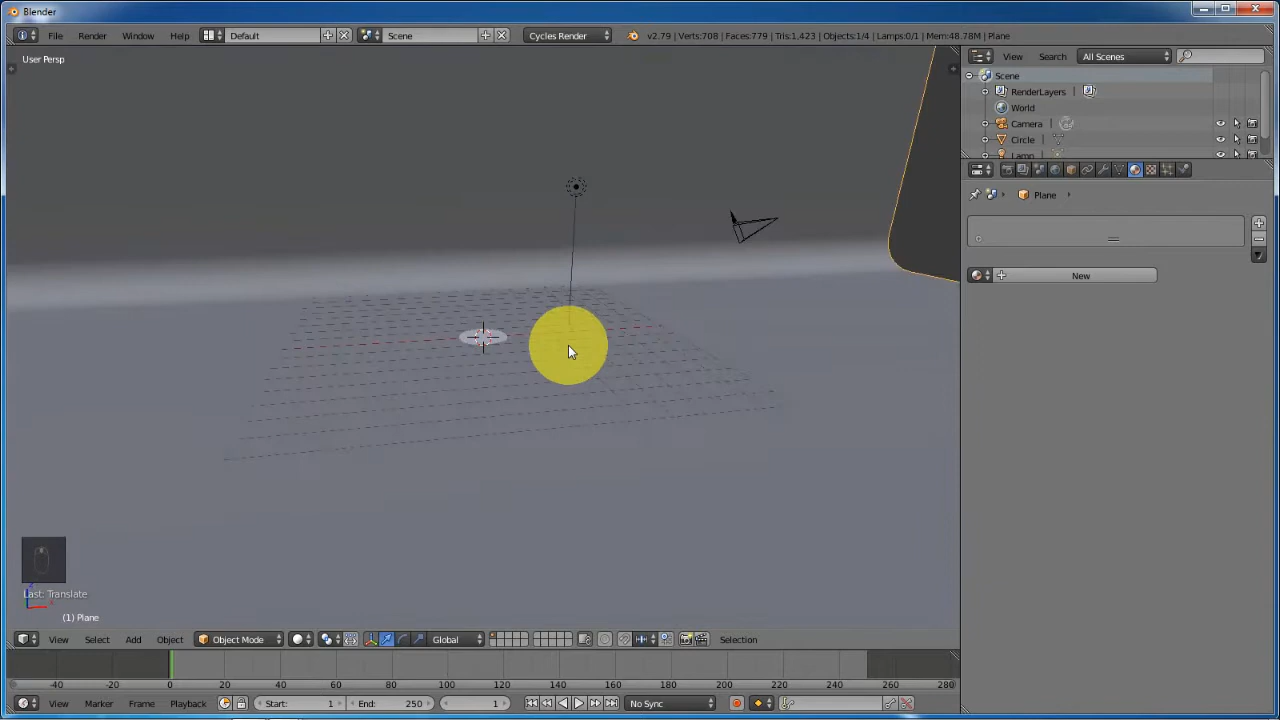 Blender
File Render Window Help Default Scene Cycles Render v2.79 | Verts:708 | Faces:779 | Tris:1,423 | Objects:1/4 | Lamps:0/1 | Mem:48.78M | Plane
User Persp
View Search All Scenes
Scene
RenderLayers
World
Camera
Circle
Lamp
Plane
New
Last: Translate
(1) Plane
View Select Add Object Object Mode Global Selection
-40 -20 0 20 40 60 80 100 120 140 160 180 200 220 240 260 280
View Marker Frame Playback Start: 1 End: 250 1 No Sync